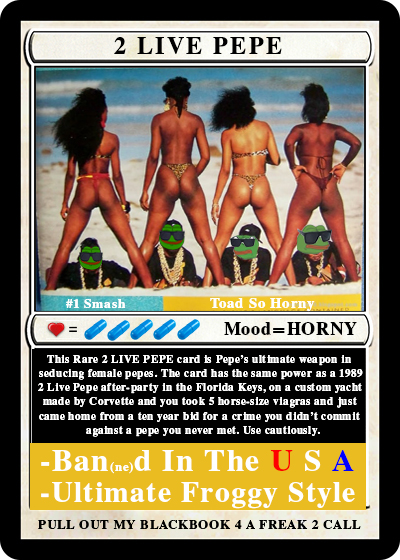 2 LIVE PEPE
#1 Smash
Toad So Horny
= Mood=HORNY
This Rare 2 LIVE PEPE card is Pepe's ultimate weapon in
seducing female pepes. The card has the same power as a 1989
2 Live Pepe after-party in the Florida Keys, on a custom yacht
made by Corvette and you took 5 horse-size viagras and just
came home from a ten year bid for a crime you didn't commit
against a pepe you never met. Use cautiously.
-Ban(ne)d In The U S A
-Ultimate Froggy Style
PULL OUT MY BLACKBOOK 4 A FREAK 2 CALL